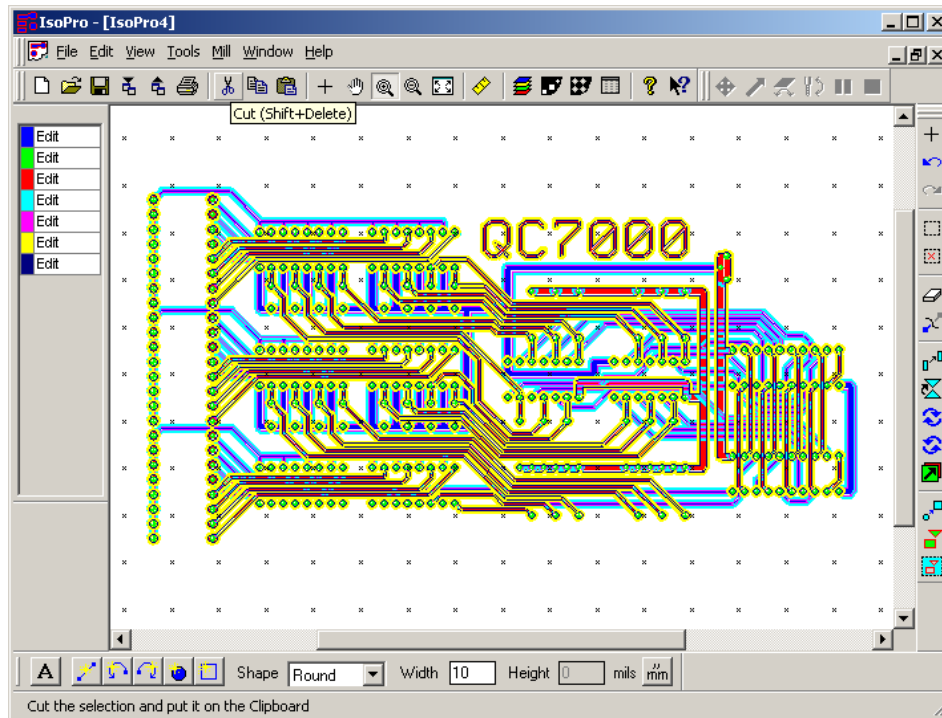 IsoPro - [IsoPro4]
File Edit View Tools Mill Window Help
Cut (Shift+Delete)
Edit
Edit
Edit
Edit
Edit
Edit
Edit
QC7000
A Shape Round Width 10 Height 0 mils mm
Cut the selection and put it on the Clipboard